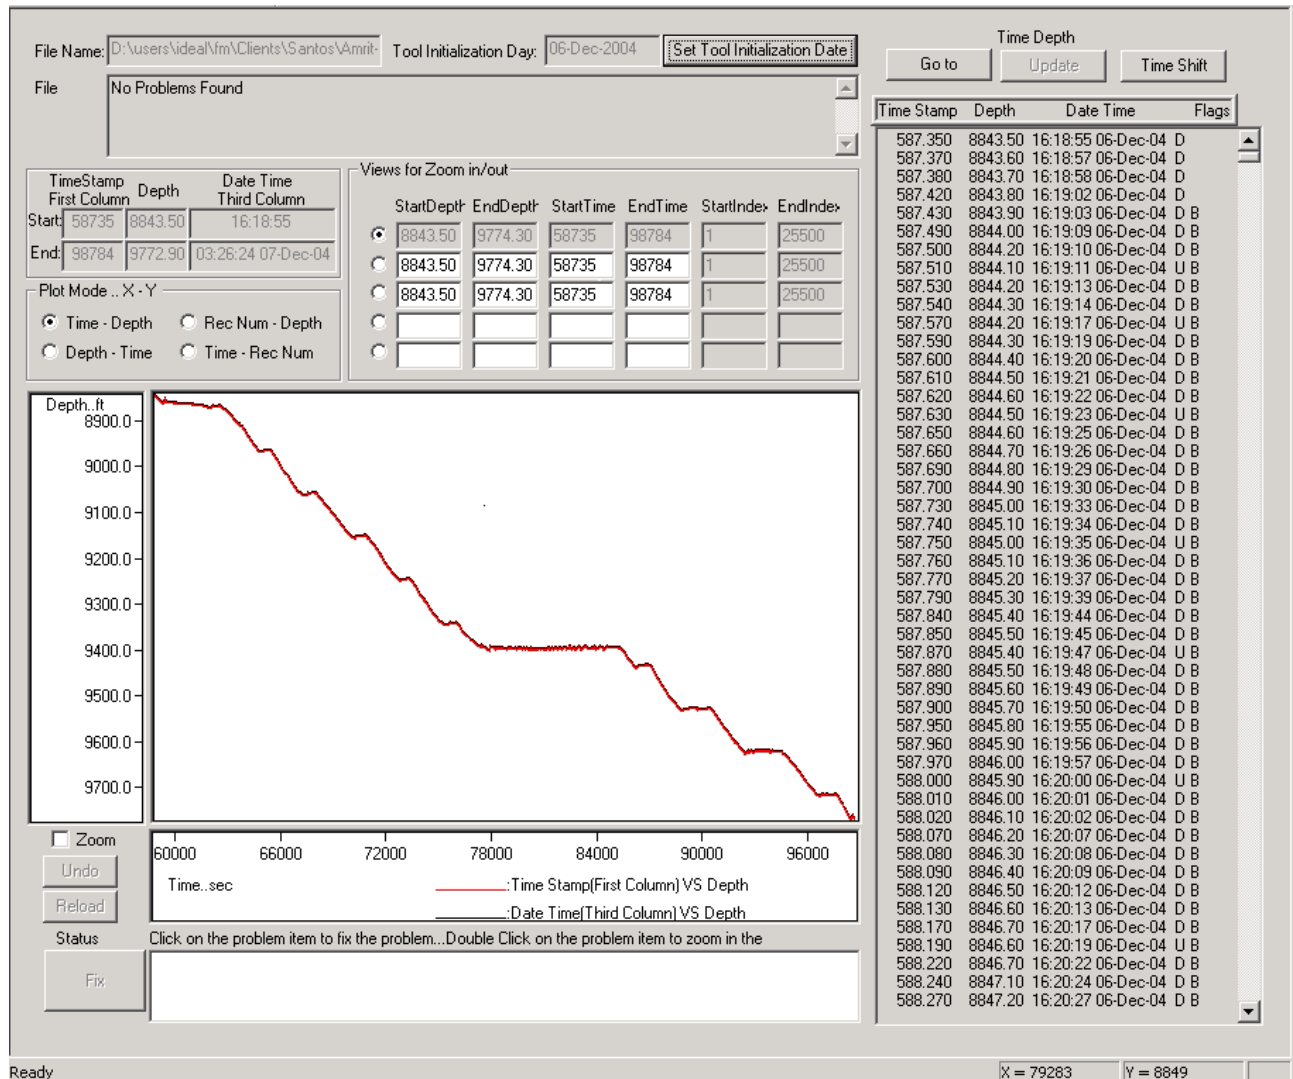 File Name: D:\users\ideal\fm\Clients\Santos\Amrit- Tool Initialization Day: 06-Dec-2004 Set Tool Initialization Date
File No Problems Found
TimeStamp First Column Depth Date Time Third Column
Start: 58735 8843.50 16:18:55
End: 98784 9772.90 03:26:24 07-Dec-04
Plot Mode .. X - Y
Time - Depth Rec Num - Depth
Depth - Time Time - Rec Num
Views for Zoom in/out
StartDepth EndDepth StartTime EndTime StartIndex EndIndex
8843.50 9774.30 58735 98784 1 25500
8843.50 9774.30 58735 98784 1 25500
8843.50 9774.30 58735 98784 1 25500
Depth..ft
8900.0
9000.0
9100.0
9200.0
9300.0
9400.0
9500.0
9600.0
9700.0
Zoom
Undo
Reload
60000 66000 72000 78000 84000 90000 96000
Time..sec
:Time Stamp(First Column) VS Depth
:Date Time(Third Column) VS Depth
Status Click on the problem item to fix the problem...Double Click on the problem item to zoom in the
Fix
Time Depth
Go to Update Time Shift
Time Stamp Depth Date Time Flags
587.350 8843.50 16:18:55 06-Dec-04 D
587.370 8843.60 16:18:57 06-Dec-04 D
587.380 8843.70 16:18:58 06-Dec-04 D
587.420 8843.80 16:19:02 06-Dec-04 D
587.430 8843.90 16:19:03 06-Dec-04 D B
587.490 8844.00 16:19:09 06-Dec-04 D B
587.500 8844.20 16:19:10 06-Dec-04 D B
587.510 8844.10 16:19:11 06-Dec-04 U B
587.530 8844.20 16:19:13 06-Dec-04 D B
587.540 8844.30 16:19:14 06-Dec-04 D B
587.570 8844.20 16:19:17 06-Dec-04 U B
587.590 8844.30 16:19:19 06-Dec-04 D B
587.600 8844.40 16:19:20 06-Dec-04 D B
587.610 8844.50 16:19:21 06-Dec-04 D B
587.620 8844.60 16:19:22 06-Dec-04 D B
587.630 8844.50 16:19:23 06-Dec-04 U B
587.650 8844.60 16:19:25 06-Dec-04 D B
587.660 8844.70 16:19:26 06-Dec-04 D B
587.690 8844.80 16:19:29 06-Dec-04 D B
587.700 8844.90 16:19:30 06-Dec-04 D B
587.730 8845.00 16:19:33 06-Dec-04 D B
587.740 8845.10 16:19:34 06-Dec-04 D B
587.750 8845.00 16:19:35 06-Dec-04 U B
587.760 8845.10 16:19:36 06-Dec-04 D B
587.770 8845.20 16:19:37 06-Dec-04 D B
587.790 8845.30 16:19:39 06-Dec-04 D B
587.840 8845.40 16:19:44 06-Dec-04 D B
587.850 8845.50 16:19:45 06-Dec-04 D B
587.870 8845.40 16:19:47 06-Dec-04 U B
587.880 8845.50 16:19:48 06-Dec-04 D B
587.890 8845.60 16:19:49 06-Dec-04 D B
587.900 8845.70 16:19:50 06-Dec-04 D B
587.950 8845.80 16:19:55 06-Dec-04 D B
587.960 8845.90 16:19:56 06-Dec-04 D B
587.970 8846.00 16:19:57 06-Dec-04 D B
588.000 8845.90 16:20:00 06-Dec-04 U B
588.010 8846.00 16:20:01 06-Dec-04 D B
588.020 8846.10 16:20:02 06-Dec-04 D B
588.070 8846.20 16:20:07 06-Dec-04 D B
588.080 8846.30 16:20:08 06-Dec-04 D B
588.090 8846.40 16:20:09 06-Dec-04 D B
588.120 8846.50 16:20:12 06-Dec-04 D B
588.130 8846.60 16:20:13 06-Dec-04 D B
588.170 8846.70 16:20:17 06-Dec-04 D B
588.190 8846.60 16:20:19 06-Dec-04 U B
588.220 8846.70 16:20:22 06-Dec-04 D B
588.240 8847.10 16:20:24 06-Dec-04 D B
588.270 8847.20 16:20:27 06-Dec-04 D B
Ready X = 79283 Y = 8849